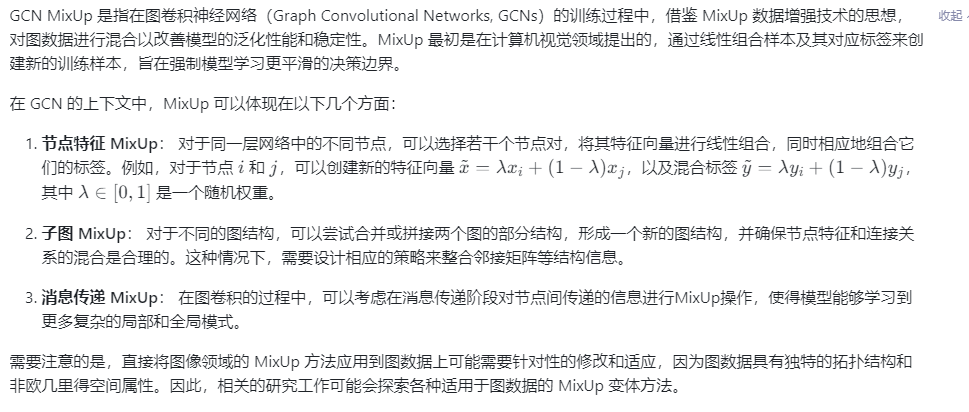 GCN MixUp 是指在图卷积神经网络（Graph Convolutional Networks, GCNs）的训练过程中，借鉴 MixUp 数据增强技术的思想， 收起
对图数据进行混合以改善模型的泛化性能和稳定性。MixUp 最初是在计算机视觉领域提出的，通过线性组合样本及其对应标签来创
建新的训练样本，旨在强制模型学习更平滑的决策边界。
在 GCN 的上下文中，MixUp 可以体现在以下几个方面：
1. 节点特征 MixUp： 对于同一层网络中的不同节点，可以选择若干个节点对，将其特征向量进行线性组合，同时相应地组合它
们的标签。例如，对于节点 i 和 j，可以创建新的特征向量 x̃ = λxᵢ + (1 − λ)xⱼ，以及混合标签 ỹ = λyᵢ + (1 − λ)yⱼ，
其中 λ ∈ [0, 1] 是一个随机权重。
2. 子图 MixUp： 对于不同的图结构，可以尝试合并或拼接两个图的部分结构，形成一个新的图结构，并确保节点特征和连接关
系的混合是合理的。这种情况下，需要设计相应的策略来整合邻接矩阵等结构信息。
3. 消息传递 MixUp： 在图卷积的过程中，可以考虑在消息传递阶段对节点间传递的信息进行MixUp操作，使得模型能够学习到
更多复杂的局部和全局模式。
需要注意的是，直接将图像领域的 MixUp 方法应用到图数据上可能需要针对性的修改和适应，因为图数据具有独特的拓扑结构和
非欧几里得空间属性。因此，相关的研究工作可能会探索各种适用于图数据的 MixUp 变体方法。